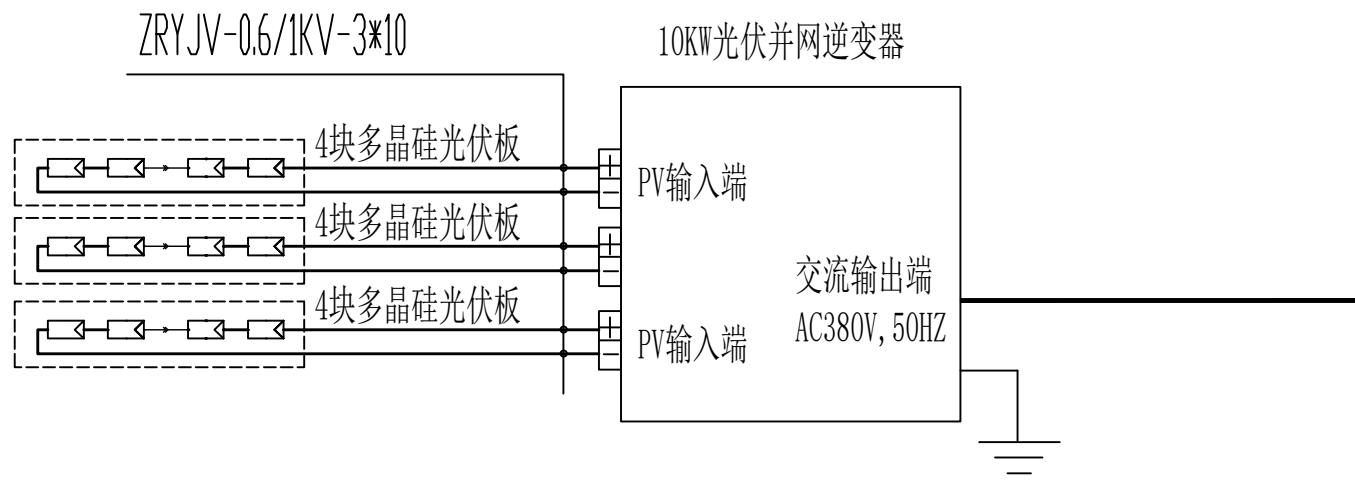 ZRYJV-0.6/1KV-3*10
10KW光伏并网逆变器
4块多晶硅光伏板
PV输入端
4块多晶硅光伏板
交流输出端
AC380V,50HZ
4块多晶硅光伏板
PV输入端